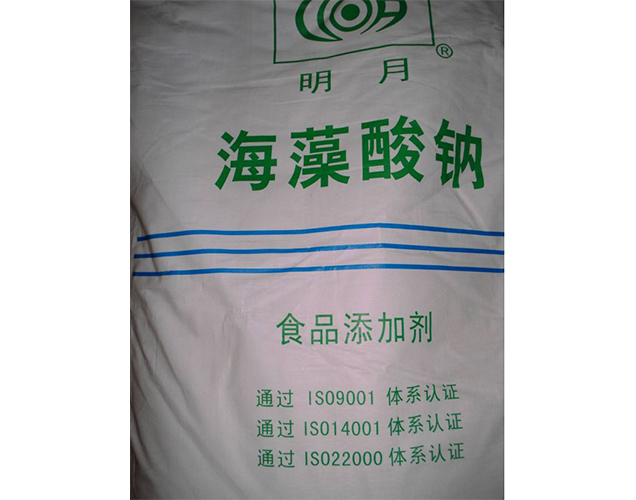 ®
明月
海藻酸钠
食品添加剂
通过 ISO9001 体系认证
通过 ISO14001 体系认证
通过 ISO22000 体系认证